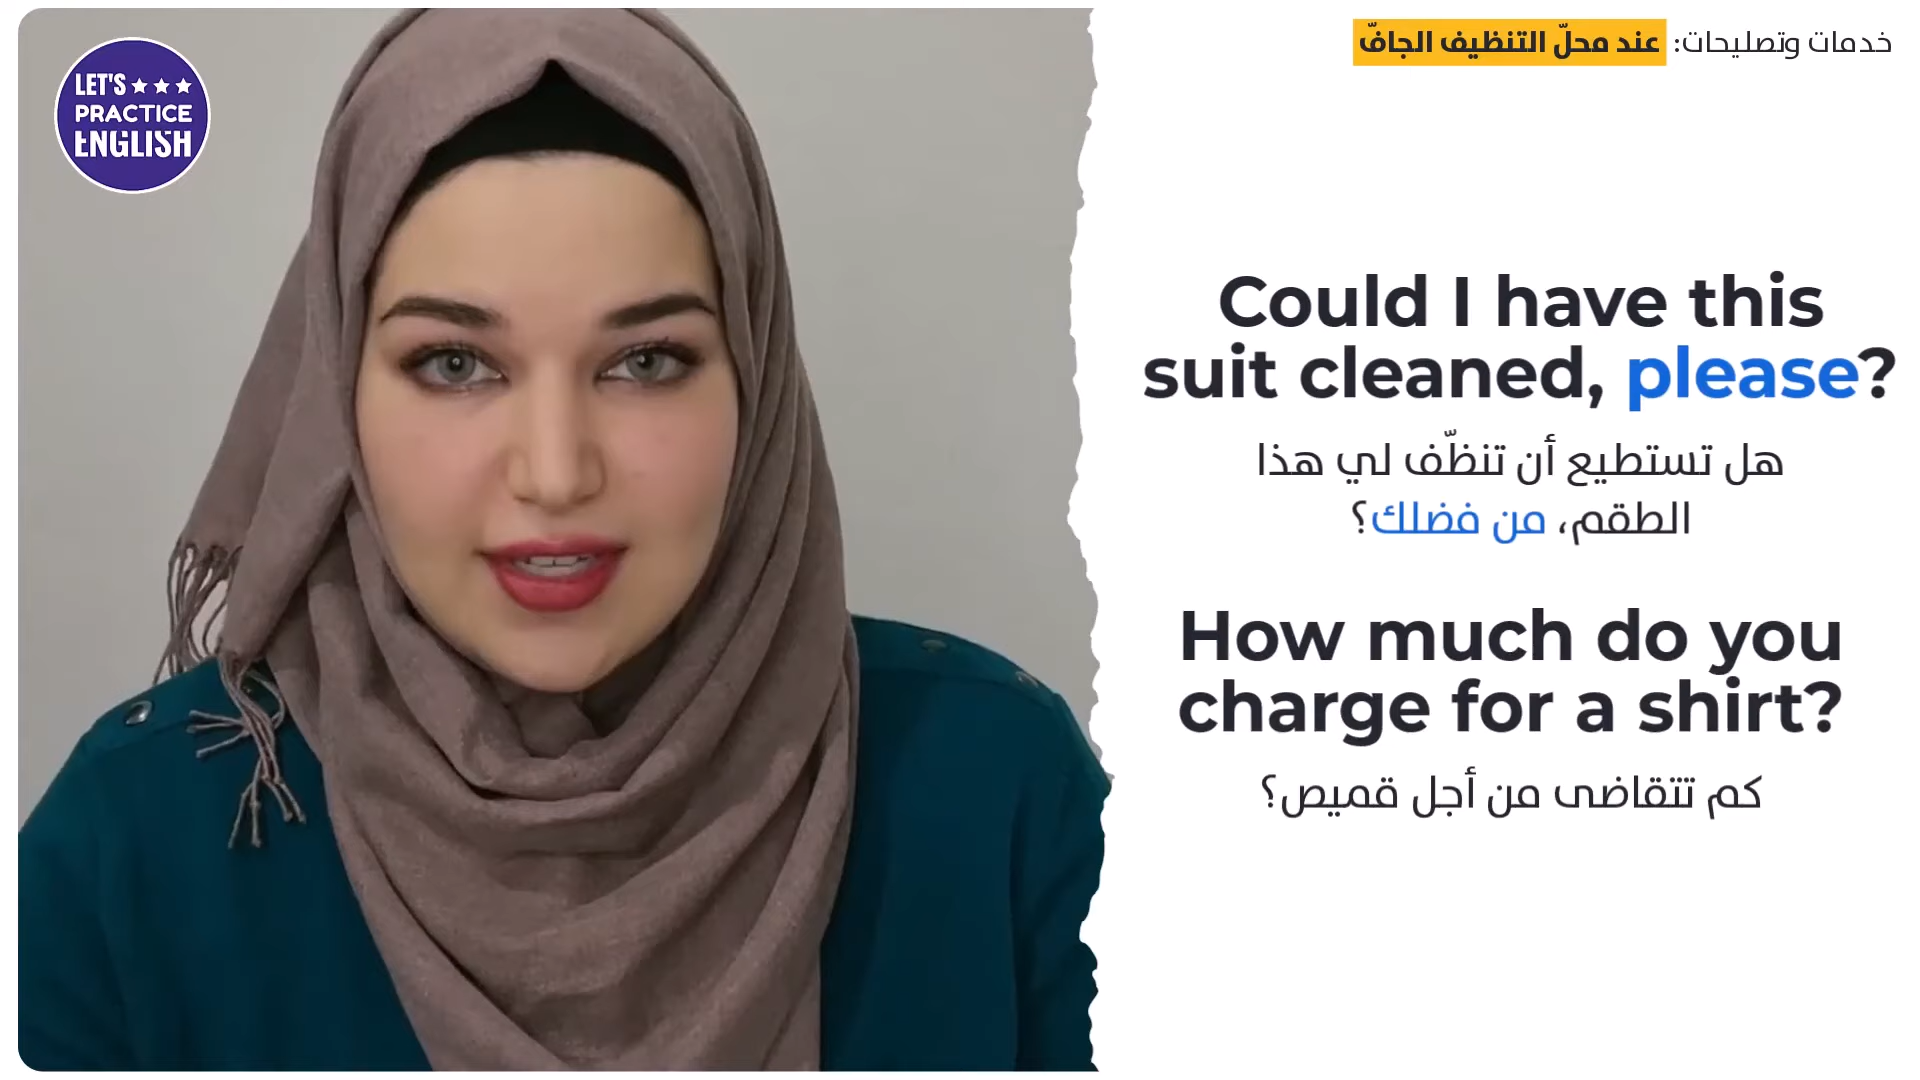 LET'S
PRACTICE
ENGLISH
خدمات وتصليحات: عند محلّ التنظيف الجافّ
Could I have this
suit cleaned, please?
هل تستطيع أن تنظّف لي هذا
الطقم، من فضلك؟
How much do you
charge for a shirt?
كم تتقاضى من أجل قميص؟